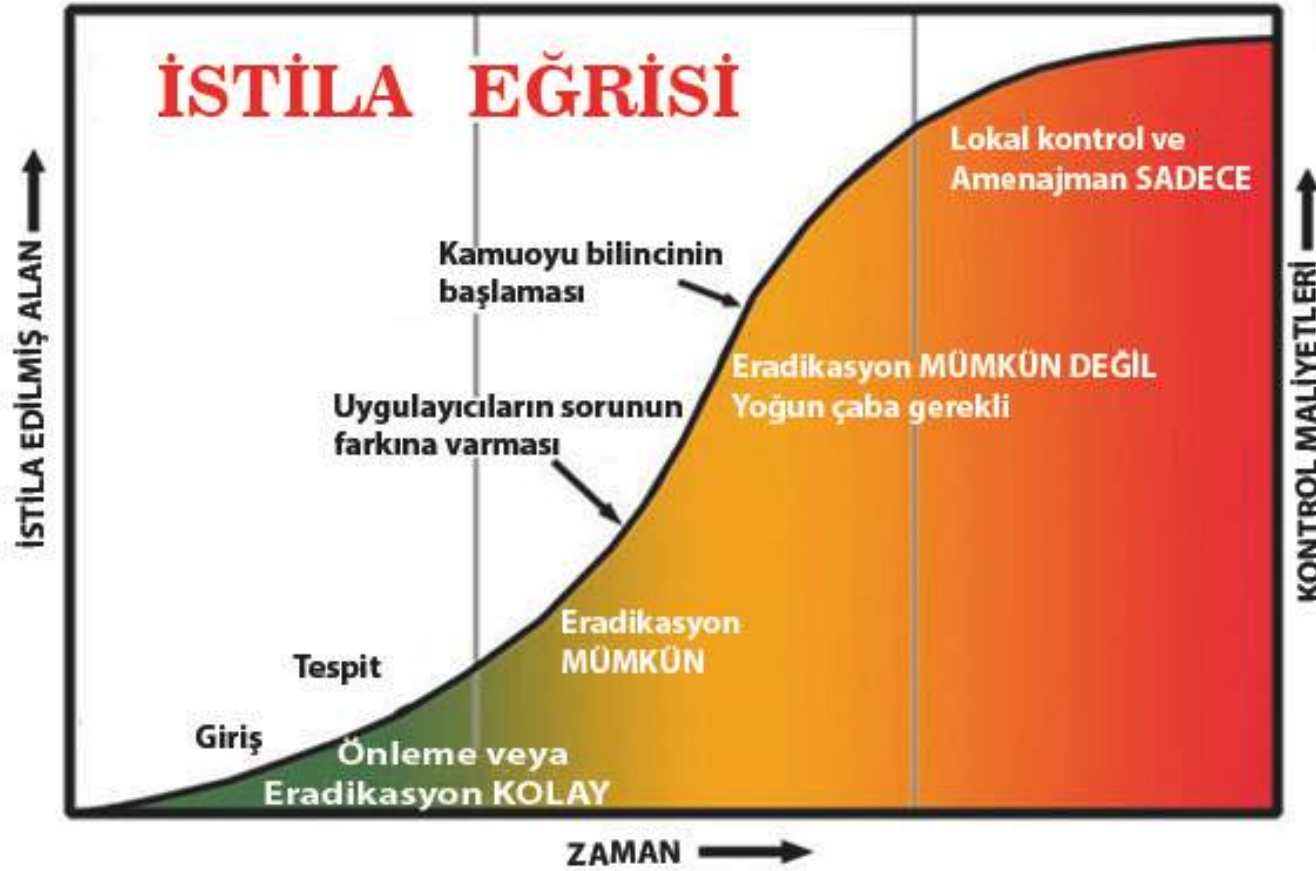 İSTİLA EĞRİSİ
Lokal kontrol ve
Amenajman SADECE
Kamuoyu bilincinin
başlaması
Eradikasyon MÜMKÜN DEĞİL
Yoğun çaba gerekli
Uygulayıcıların sorunun
farkına varması
Eradikasyon
MÜMKÜN
Tespit
Giriş
Önleme veya
Eradikasyon KOLAY
İSTİLA EDİLMİŞ ALAN
KONTROL MALİYETLERİ
ZAMAN